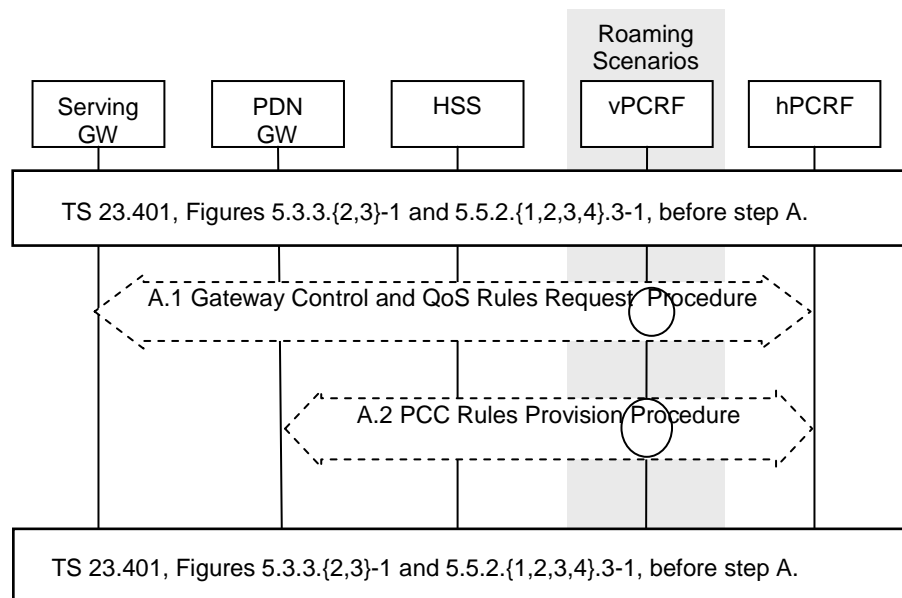 Roaming
Scenarios
Serving
GW
PDN
GW
HSS
vPCRF
hPCRF
TS 23.401, Figures 5.3.3.{2,3}-1 and 5.5.2.{1,2,3,4}.3-1, before step A.
A.1 Gateway Control and QoS Rules Request Procedure
A.2 PCC Rules Provision Procedure
TS 23.401, Figures 5.3.3.{2,3}-1 and 5.5.2.{1,2,3,4}.3-1, before step A.